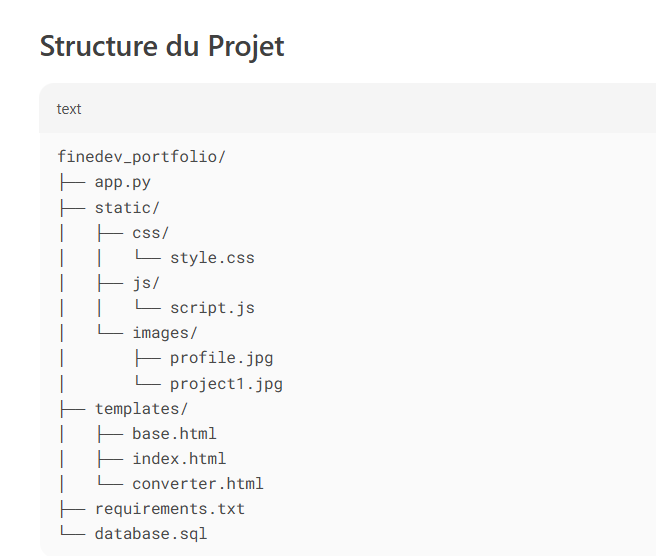 Structure du Projet
text
finedev_portfolio/
├── app.py
├── static/
│   ├── css/
│   │   └── style.css
│   ├── js/
│   │   └── script.js
│   └── images/
│       ├── profile.jpg
│       └── project1.jpg
├── templates/
│   ├── base.html
│   ├── index.html
│   └── converter.html
├── requirements.txt
└── database.sql